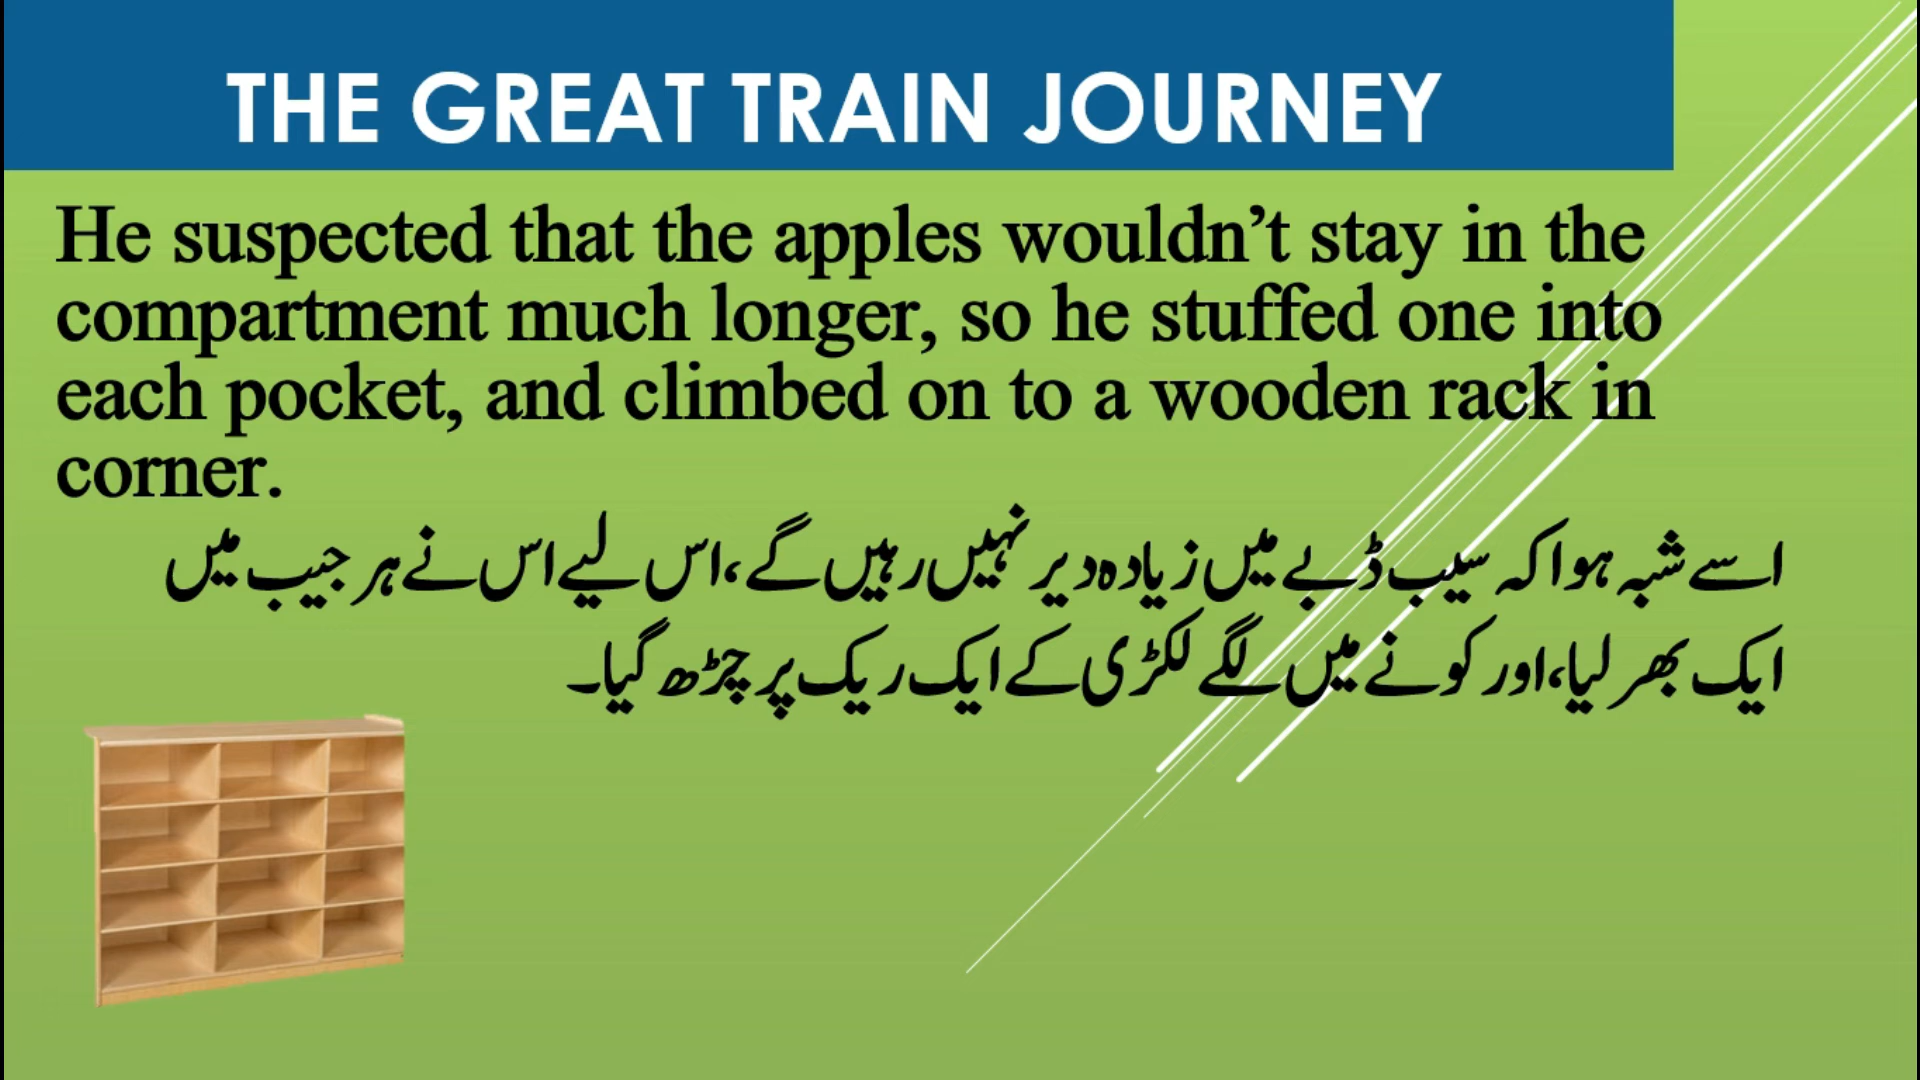 THE GREAT TRAIN JOURNEY
He suspected that the apples wouldn’t stay in the
compartment much longer, so he stuffed one into
each pocket, and climbed on to a wooden rack in
corner.
اسے شبہ ہوا کہ سیب ڈبے میں زیادہ دیر نہیں رہیں گے، اس لیے اس نے ہر جیب میں
ایک بھر لیا، اور کونے میں لگے لکڑی کے ایک ریک پر چڑھ گیا۔